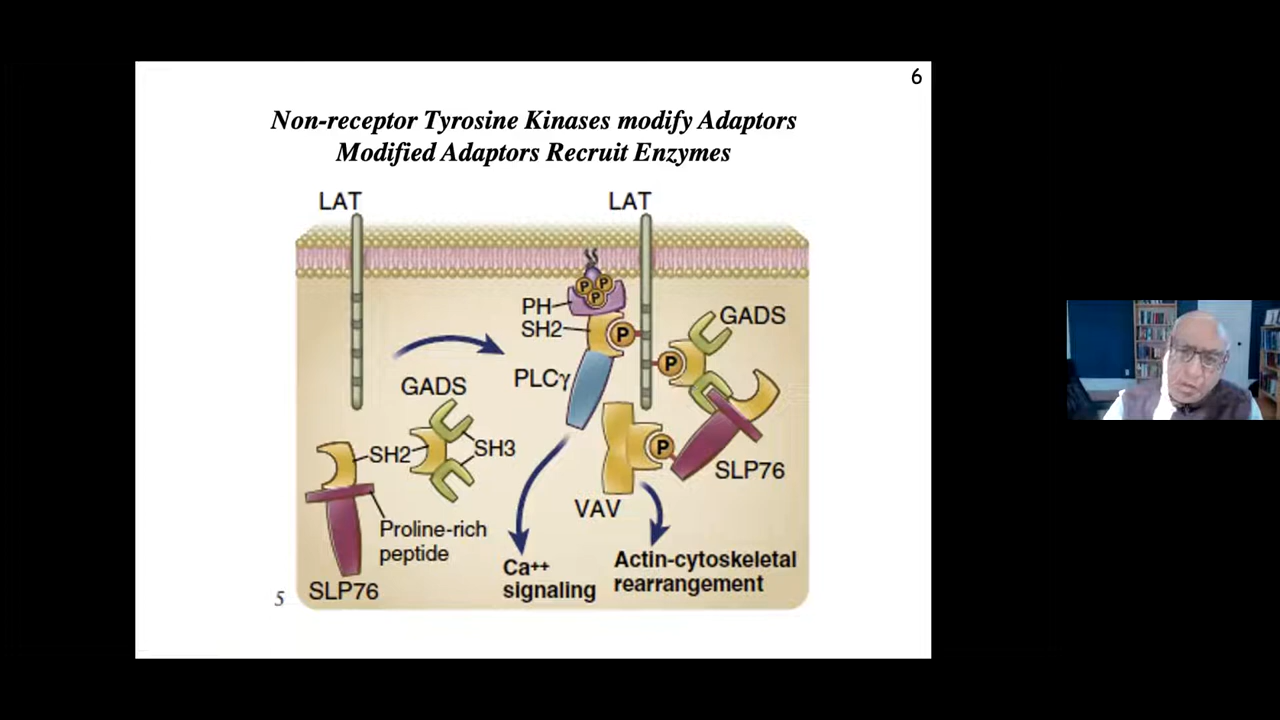 6
Non-receptor Tyrosine Kinases modify Adaptors
Modified Adaptors Recruit Enzymes
LAT
LAT
PH
SH2
GADS
P
P
P
P
P
PLCγ
GADS
SH2
SH3
P
SLP76
VAV
Proline-rich
peptide
SLP76
Ca++
signaling
Actin-cytoskeletal
rearrangement
5